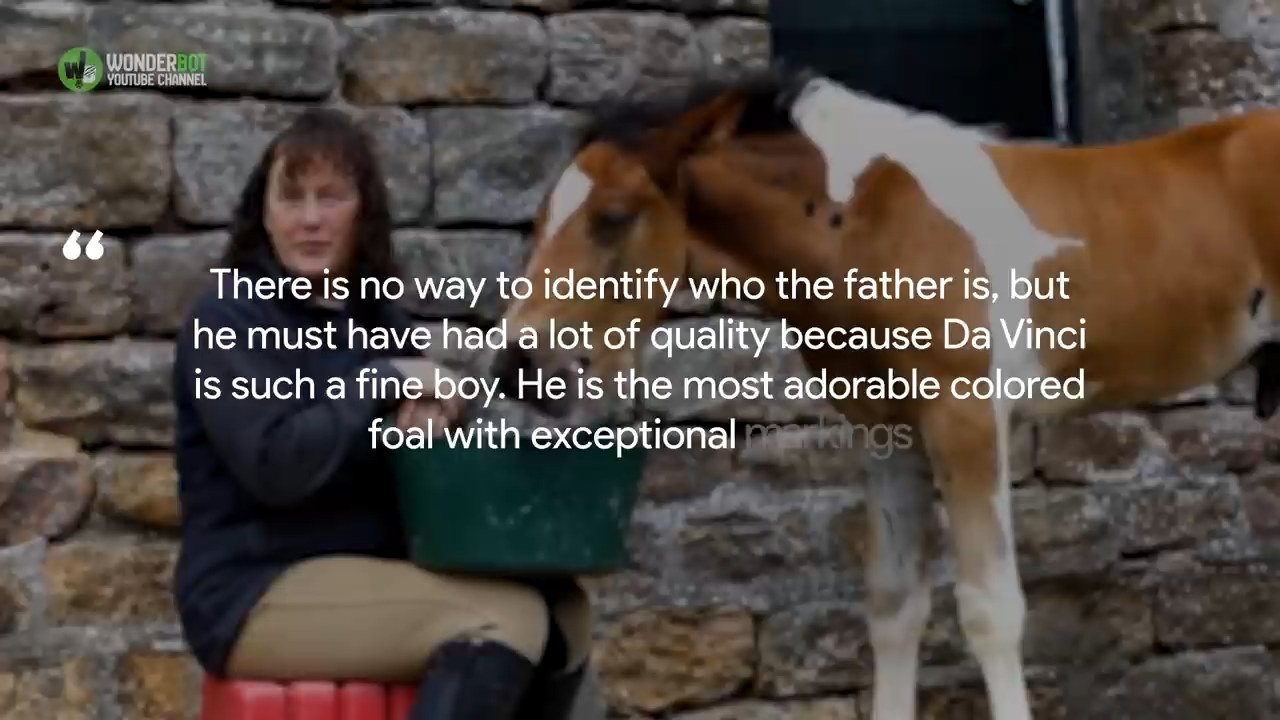 WONDERBOT
YOUTUBE CHANNEL
“
There is no way to identify who the father is, but
he must have had a lot of quality because Da Vinci
is such a fine boy. He is the most adorable colored
foal with exceptional markings